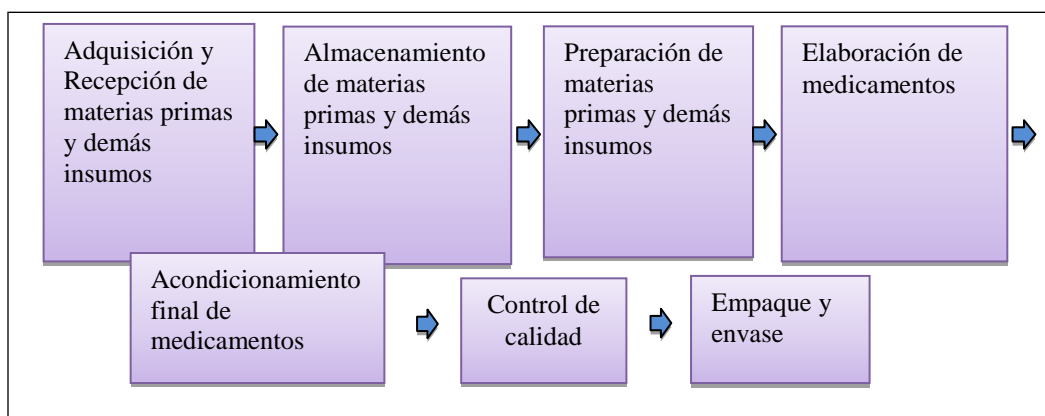 Adquisición y
Recepción de
materias primas
y demás
insumos
Almacenamiento
de materias
primas y demás
insumos
Preparación de
materias
primas y demás
insumos
Elaboración de
medicamentos
Acondicionamiento
final de
medicamentos
Control de
calidad
Empaque y
envase